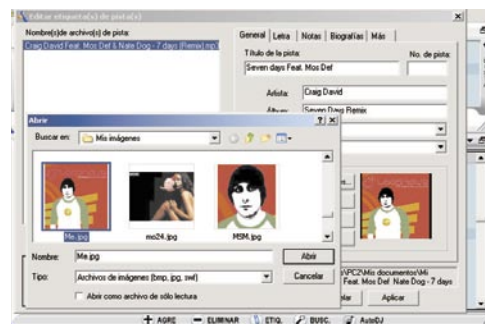 Editar etiqueta(s) de pista(s)
Nombre(s)de archivo(s) de pista:
Craig David Feat. Mos Def & Nate Dog - 7 days (Remix).mp
General Letra Notas Biografías Más
Título de la pista:
No. de pista:
Seven days Feat. Mos Def
Artista:
Craig David
Álbum:
Seven Days Remix
Abrir
Buscar en:
Mis imágenes
Me.jpg
mo24.jpg
MSM.jpg
Nombre:
Me.jpg
Abrir
Tipo:
Archivos de imágenes (bmp, jpg, swf)
Cancelar
Abrir como archivo de sólo lectura
\PC2\Mis documentos\Mi
Feat. Mos Def Nate Dog - 7 days
Aplicar
AGRE ELIMINAR ETIQ. BUSC. AutoDJ